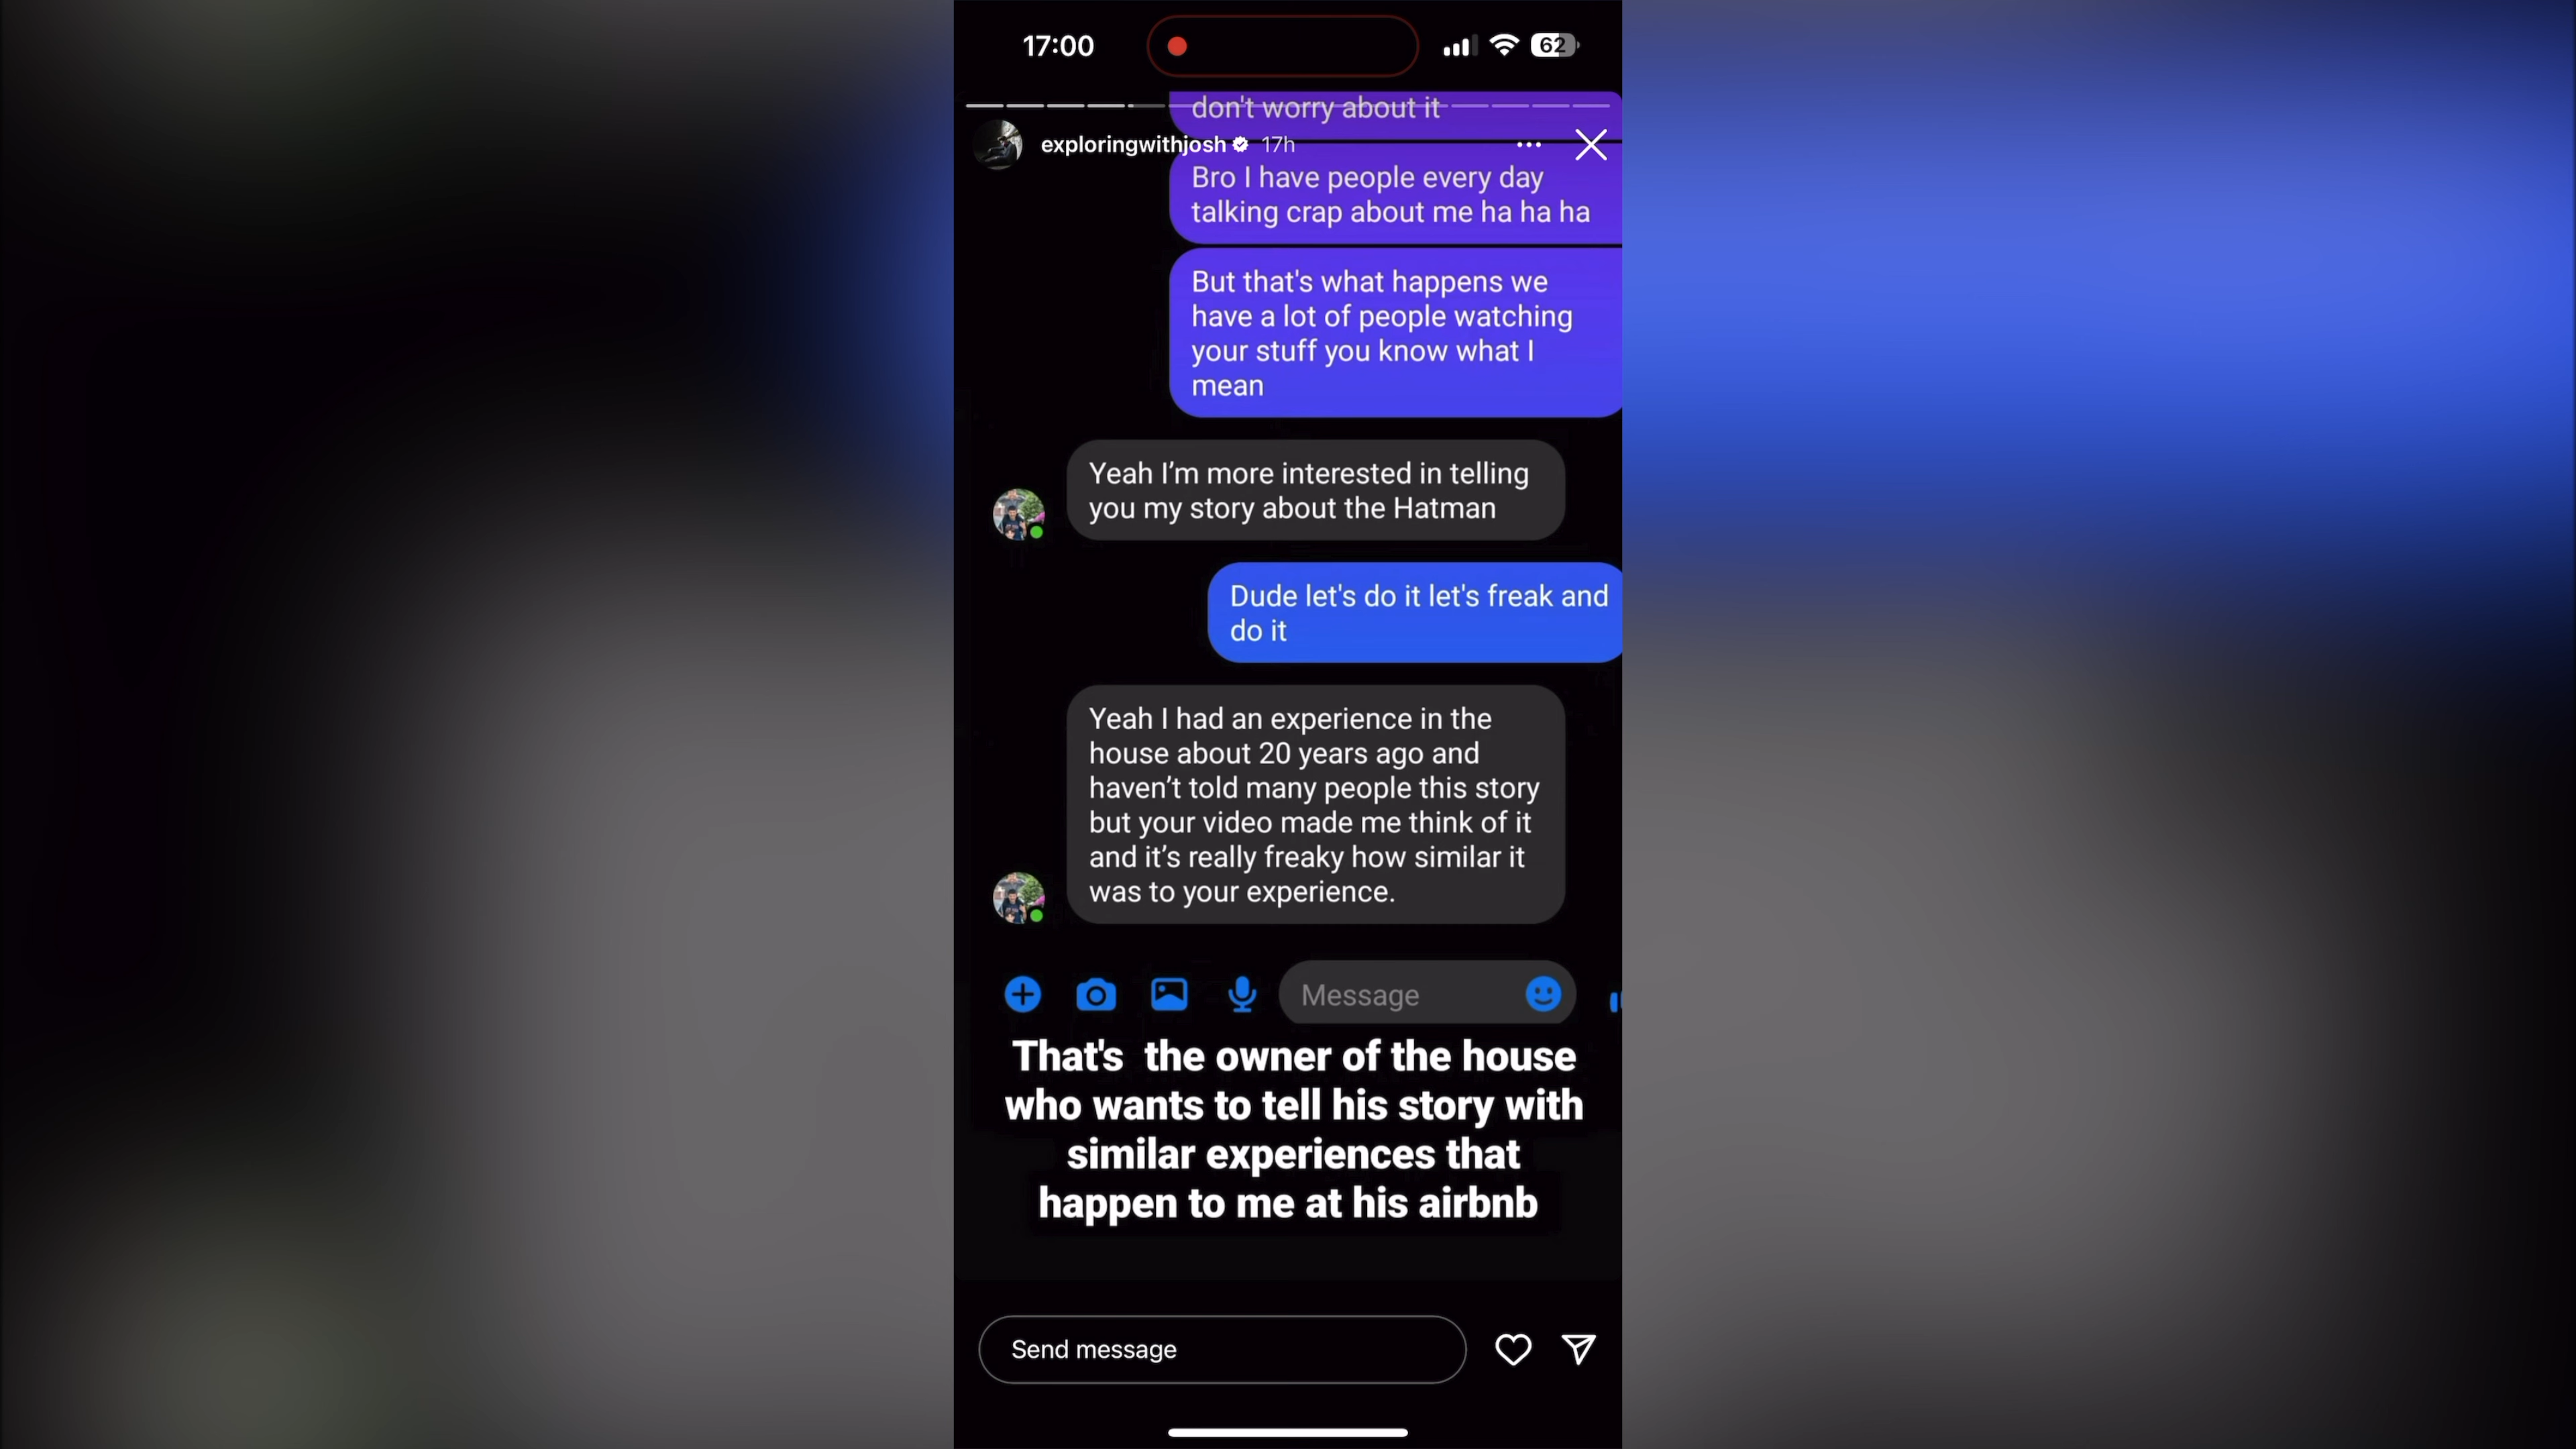 17:00
62
don't worry about it
exploringwithjosh 17h
Bro I have people every day
talking crap about me ha ha ha
But that's what happens we
have a lot of people watching
your stuff you know what I
mean
Yeah I’m more interested in telling
you my story about the Hatman
Dude let's do it let's freak and
do it
Yeah I had an experience in the
house about 20 years ago and
haven’t told many people this story
but your video made me think of it
and it’s really freaky how similar it
was to your experience.
Message
That's the owner of the house
who wants to tell his story with
similar experiences that
happen to me at his airbnb
Send message